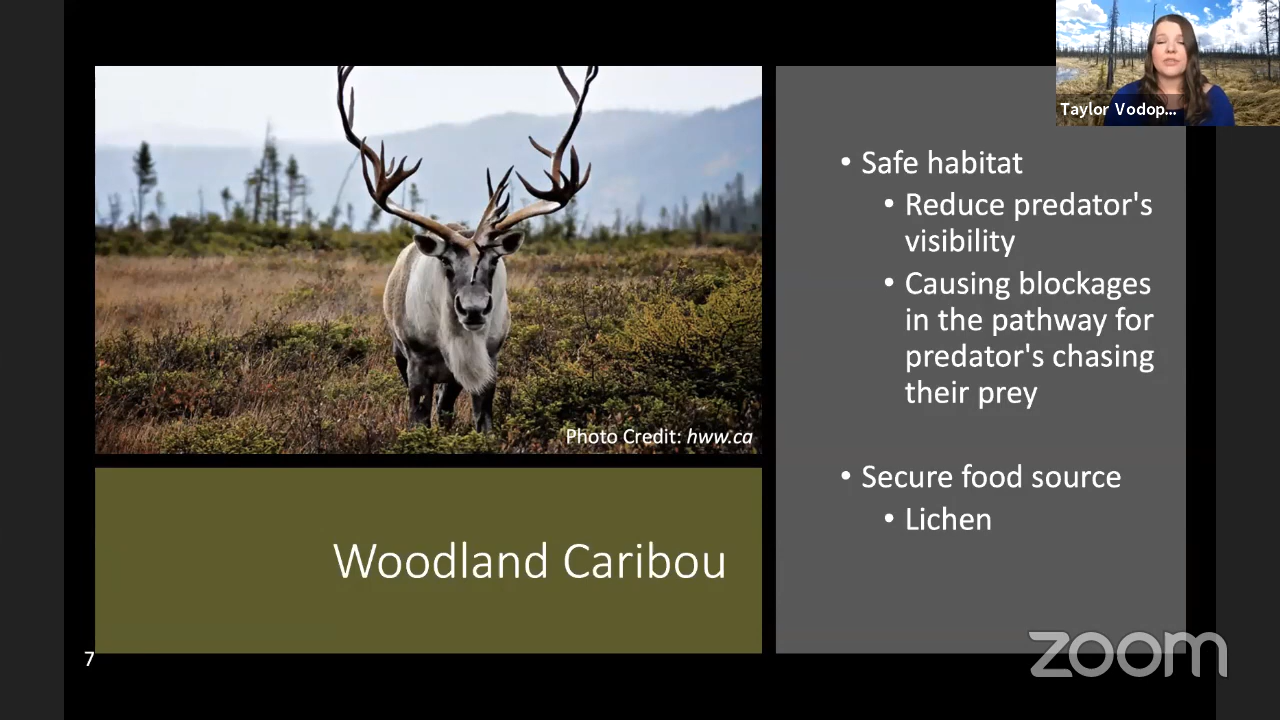 Taylor Vodop...
• Safe habitat
• Reduce predator's
visibility
• Causing blockages
in the pathway for
predator's chasing
their prey
• Secure food source
• Lichen
Photo Credit: hww.ca
Woodland Caribou
7
zoom